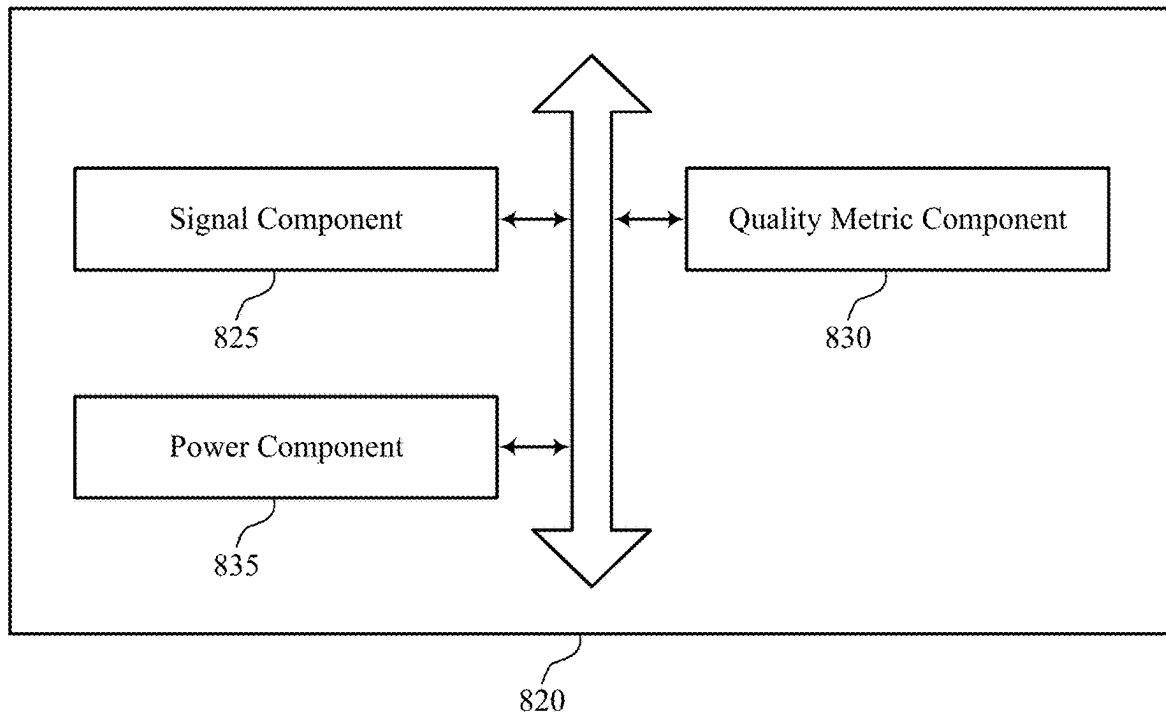 Signal Component
Quality Metric Component
825
830
Power Component
835
820